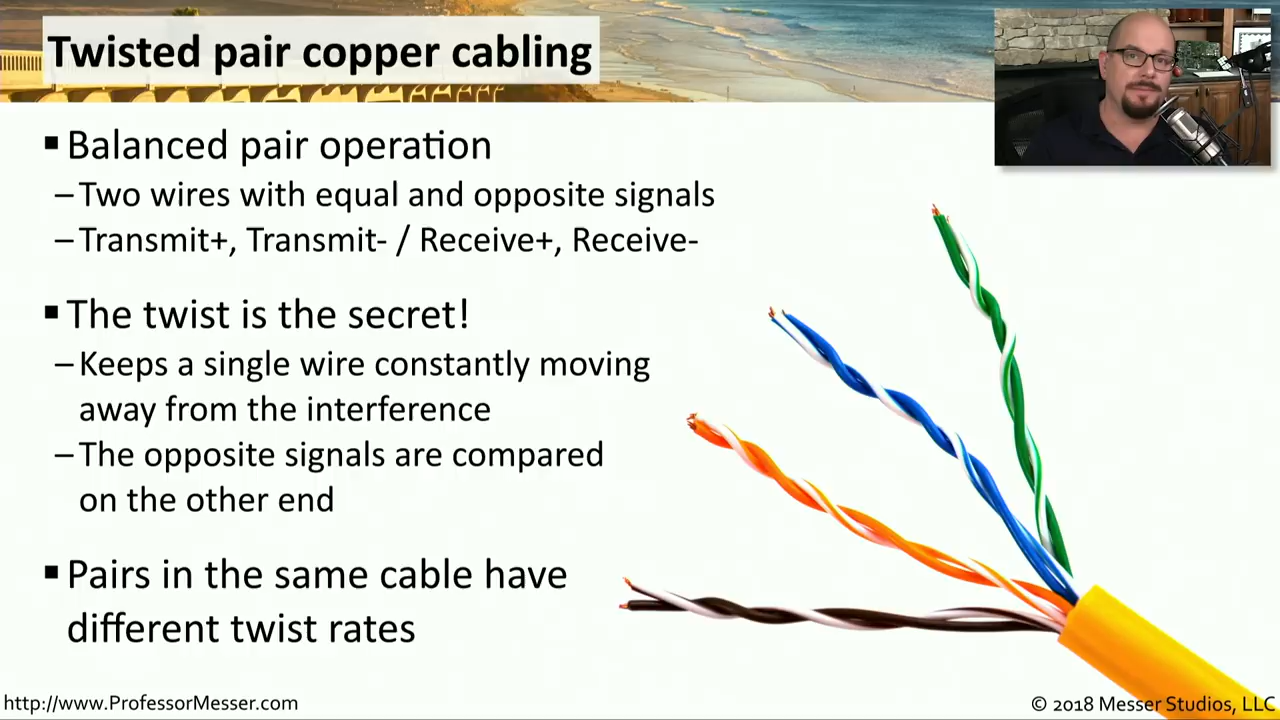 Twisted pair copper cabling
▪ Balanced pair operation
– Two wires with equal and opposite signals
– Transmit+, Transmit- / Receive+, Receive-
▪ The twist is the secret!
– Keeps a single wire constantly moving
away from the interference
– The opposite signals are compared
on the other end
▪ Pairs in the same cable have
different twist rates
http://www.ProfessorMesser.com
© 2018 Messer Studios, LLC